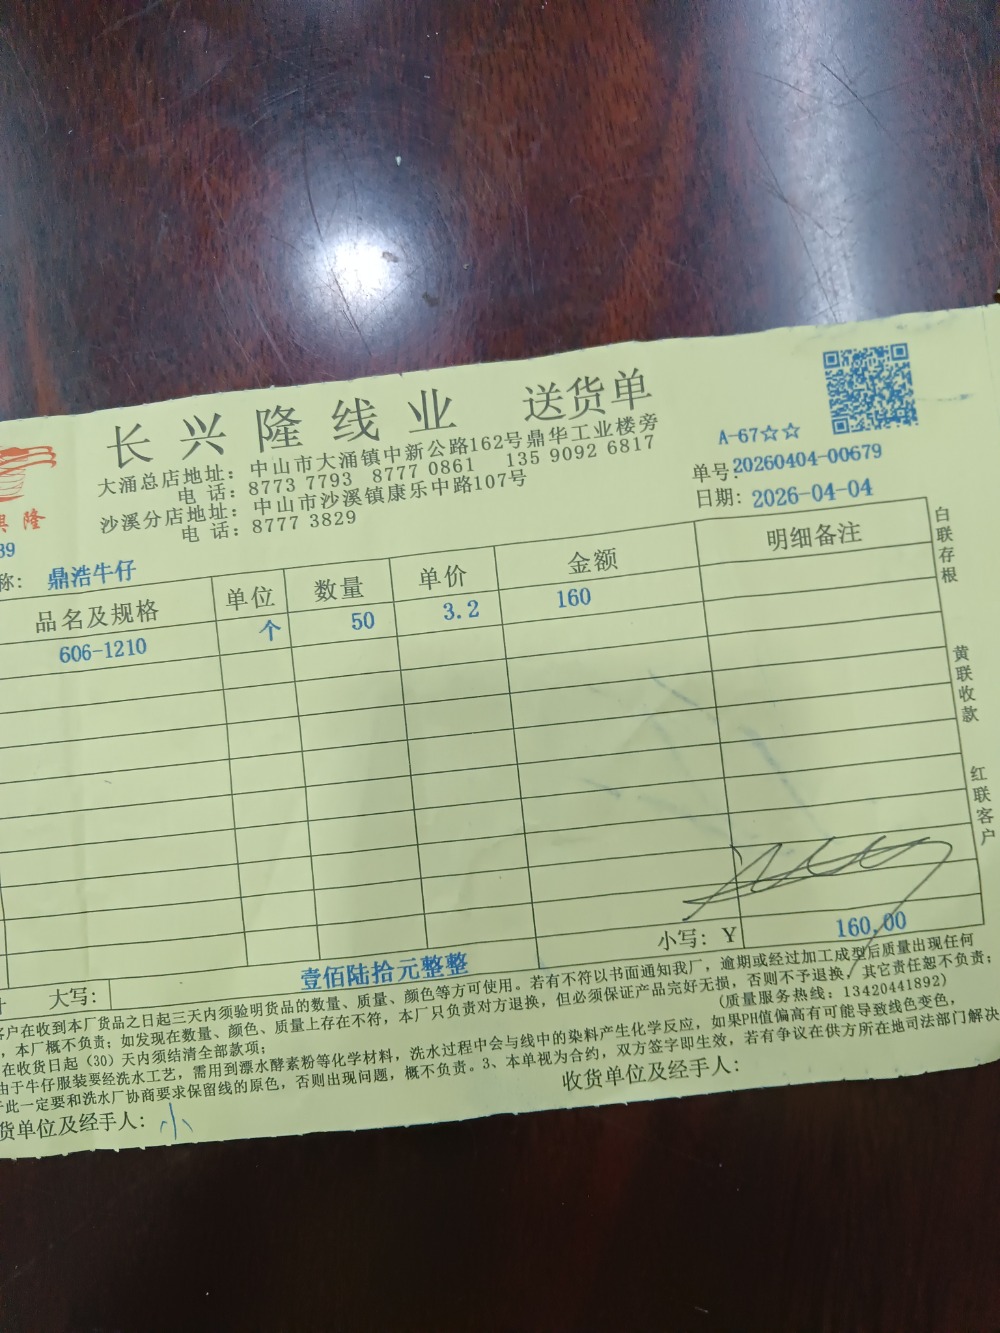 长兴隆线业 送货单
大涌总店地址：中山市大涌镇中新公路162号鼎华工业楼旁
电 话：8773 7793 8777 0861 135 9092 6817
沙溪分店地址：中山市沙溪镇康乐中路107号
电 话：8777 3829
A-67☆☆
单号:20260404-00679
日期: 2026-04-04
隆
39
称: 鼎浩牛仔
品名及规格 单位 数量 单价 金额 明细备注
606-1210 个 50 3.2 160
白联存根
黄联收款
红联客户
小写：Y 160.00
大写： 壹佰陆拾元整整
客户在收到本厂货品之日起三天内须验明货品的数量、质量、颜色等方可使用。若有不符以书面通知我厂，逾期或经过加工成型后质量出现任何
，本厂概不负责；如发现在数量、颜色、质量上存在不符，本厂只负责对方退换，但必须保证产品完好无损，否则不予退换，其它责任恕不负责；
在收货日起（30）天内须结清全部款项； （质量服务热线：13420441892）
由于牛仔服装要经洗水工艺，需用到漂水酵素粉等化学材料，洗水过程中会与线中的染料产生化学反应，如果PH值偏高有可能导致线色变色，
于此一定要和洗水厂协商要求保留线的原色，否则出现问题，概不负责。3、本单视为合约，双方签字即生效，若有争议在供方所在地司法部门解决
货单位及经手人：小 收货单位及经手人：